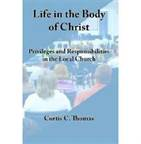 Life in the Body
of Christ
Privileges and Responsibilities
in the Local Church
Curtis C. Thomas